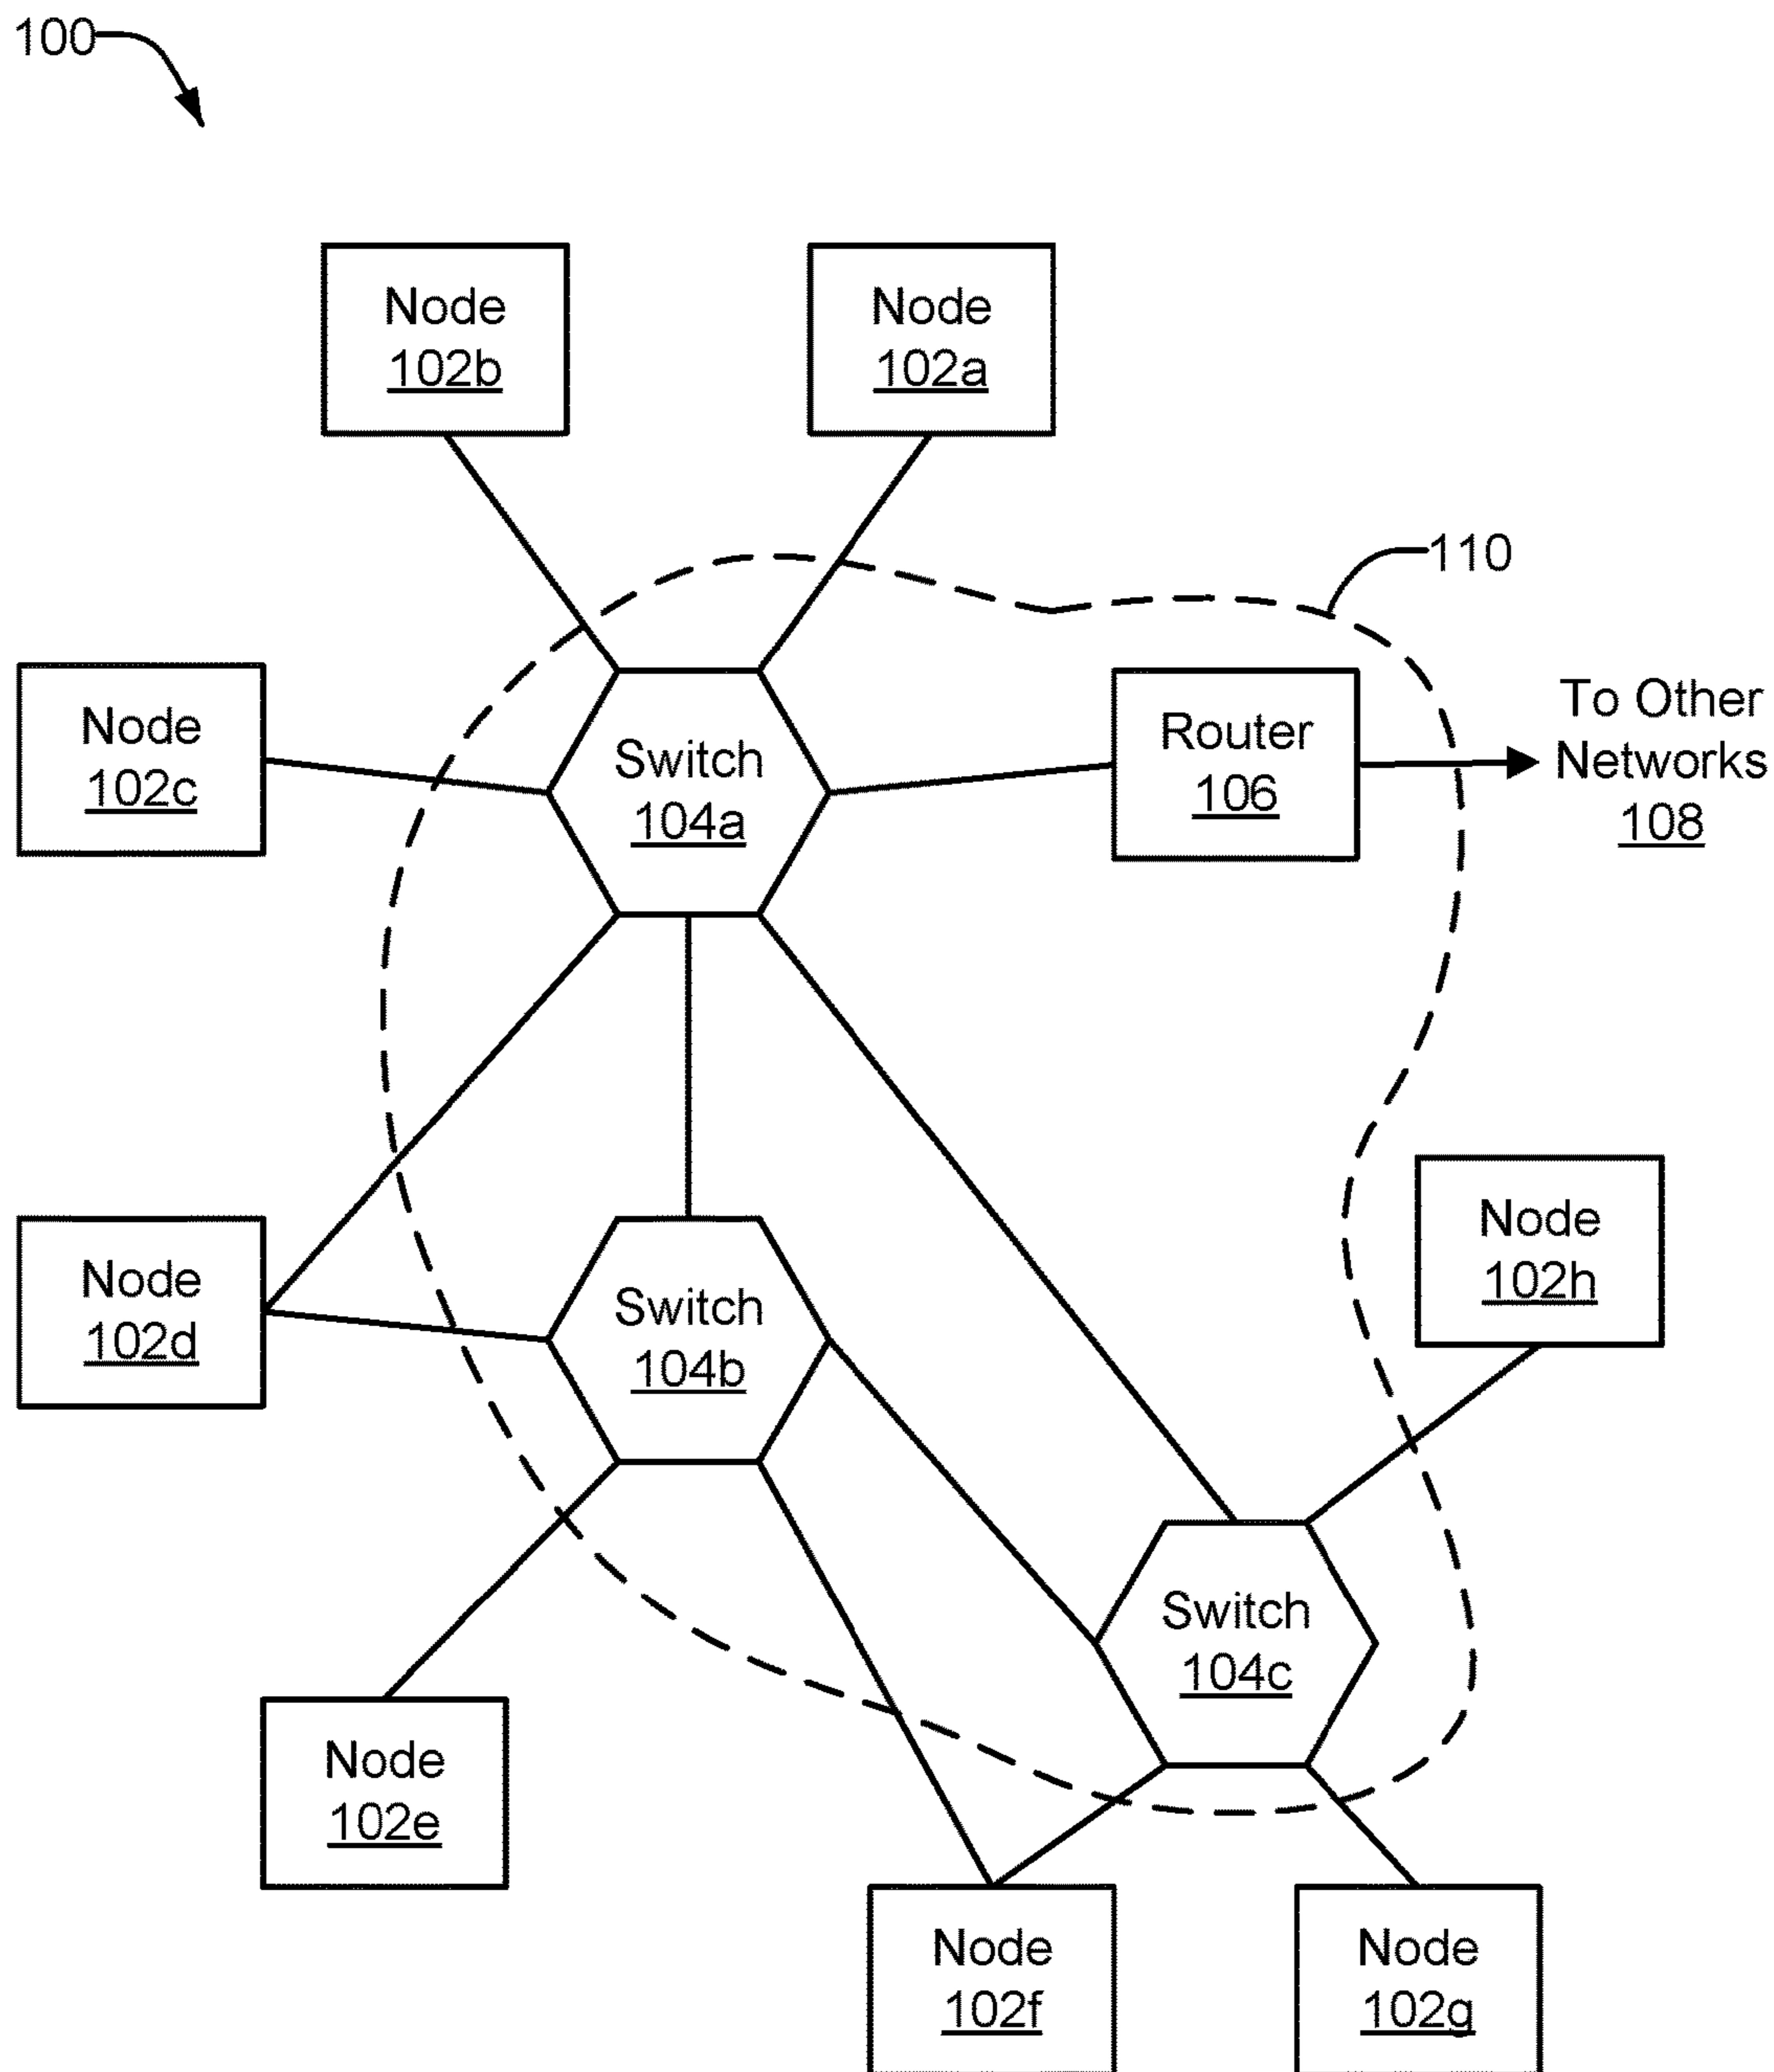 100
Node
102b
Node
102a
110
Node
102c
Switch
104a
Router
106
To Other
Networks
108
Node
102d
Switch
104b
Node
102h
Switch
104c
Node
102e
Node
102f
Node
102g